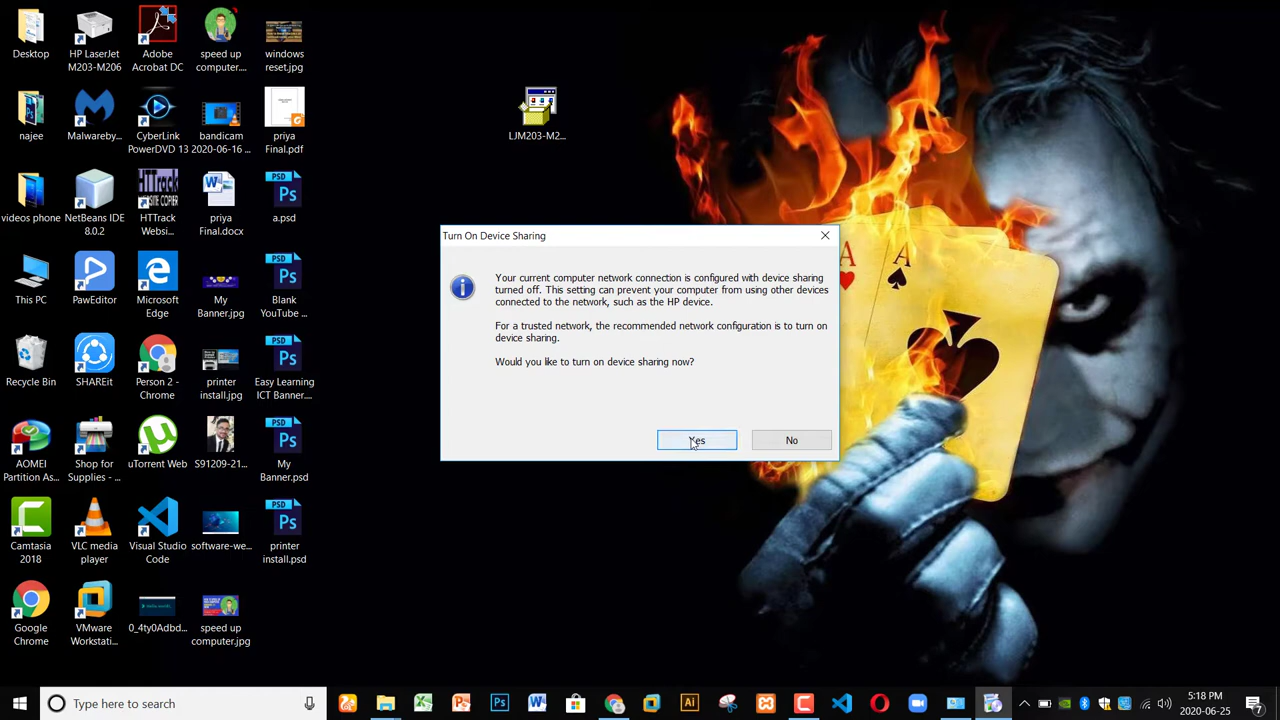 Desktop
HP LaserJet
M203-M206
Adobe
Acrobat DC
speed up
computer....
windows
reset.jpg
najee
Malwareby...
CyberLink
PowerDVD 13
bandicam
2020-06-16 ...
priya
Final.pdf
LJM203-M2...
videos phone
NetBeans IDE
8.0.2
HTTrack
Websi...
priya
Final.docx
a.psd
This PC
PawEditor
Microsoft
Edge
My
Banner.jpg
Blank
YouTube ...
Recycle Bin
SHAREit
Person 2 -
Chrome
printer
install.jpg
Easy Learning
ICT Banner....
AOMEI
Partition As...
Shop for
Supplies - ...
uTorrent Web
S91209-21...
My
Banner.psd
Camtasia
2018
VLC media
player
Visual Studio
Code
software-we...
printer
install.psd
Google
Chrome
VMware
Workstati...
0_4ty0Adbd...
speed up
computer.jpg
Turn On Device Sharing
Your current computer network connection is configured with device sharing
turned off. This setting can prevent your computer from using other devices
connected to the network, such as the HP device.
For a trusted network, the recommended network configuration is to turn on
device sharing.
Would you like to turn on device sharing now?
Yes
No
A
A
Type here to search
5:18 PM
2020-06-25